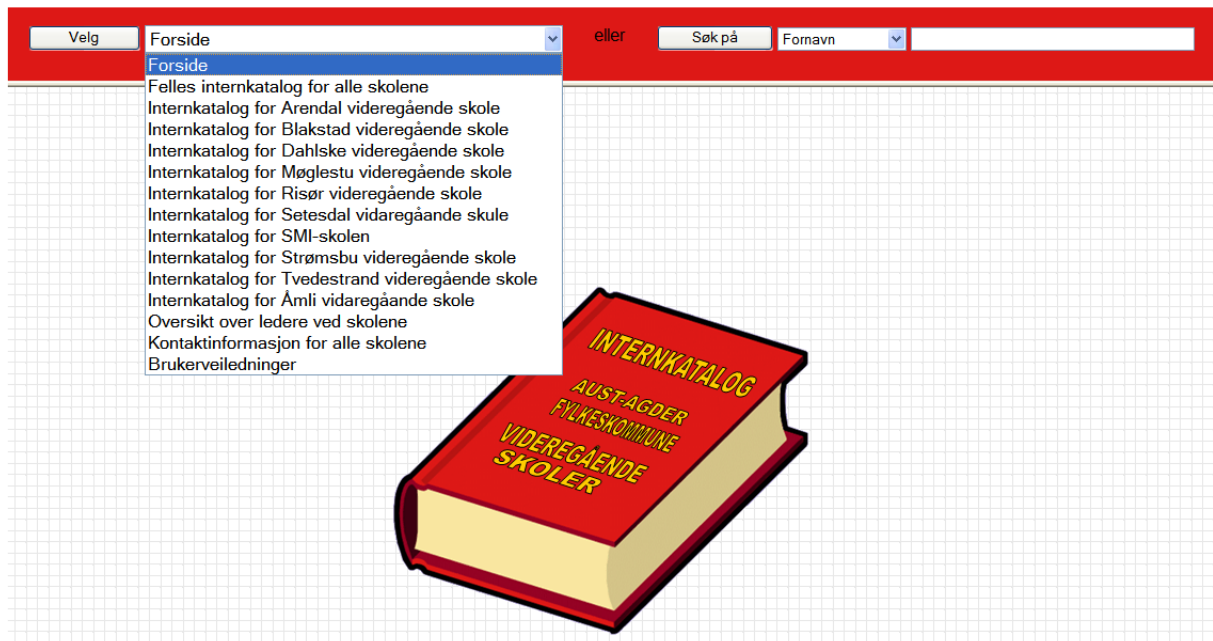 Velg Forside eller Søk på Fornavn
Forside
Felles internkatalog for alle skolene
Internkatalog for Arendal videregående skole
Internkatalog for Blakstad videregående skole
Internkatalog for Dahlske videregående skole
Internkatalog for Møglestu videregående skole
Internkatalog for Risør videregående skole
Internkatalog for Setesdal vidaregåande skule
Internkatalog for SMI-skolen
Internkatalog for Strømsbu videregående skole
Internkatalog for Tvedestrand videregående skole
Internkatalog for Åmli vidaregåande skole
Oversikt over ledere ved skolene
Kontaktinformasjon for alle skolene
Brukerveiledninger
INTERNKATALOG
AUST-AGDER
FYLKESKOMMUNE
VIDEREGÅENDE
SKOLER